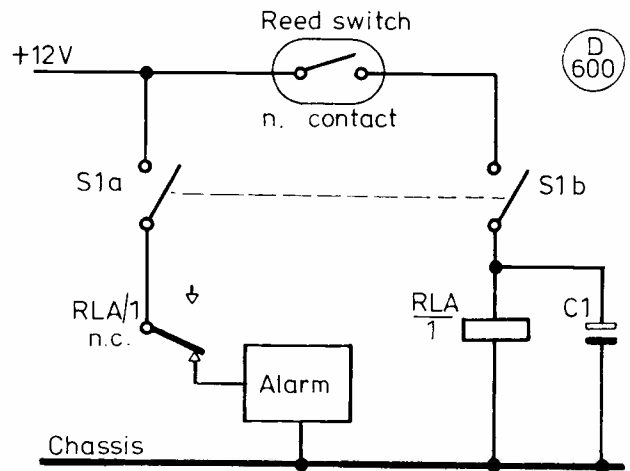 Reed switch
+12V
D
600
n. contact
S1a
S1b
RLA/1
n.c.
RLA
1
C1
Alarm
Chassis